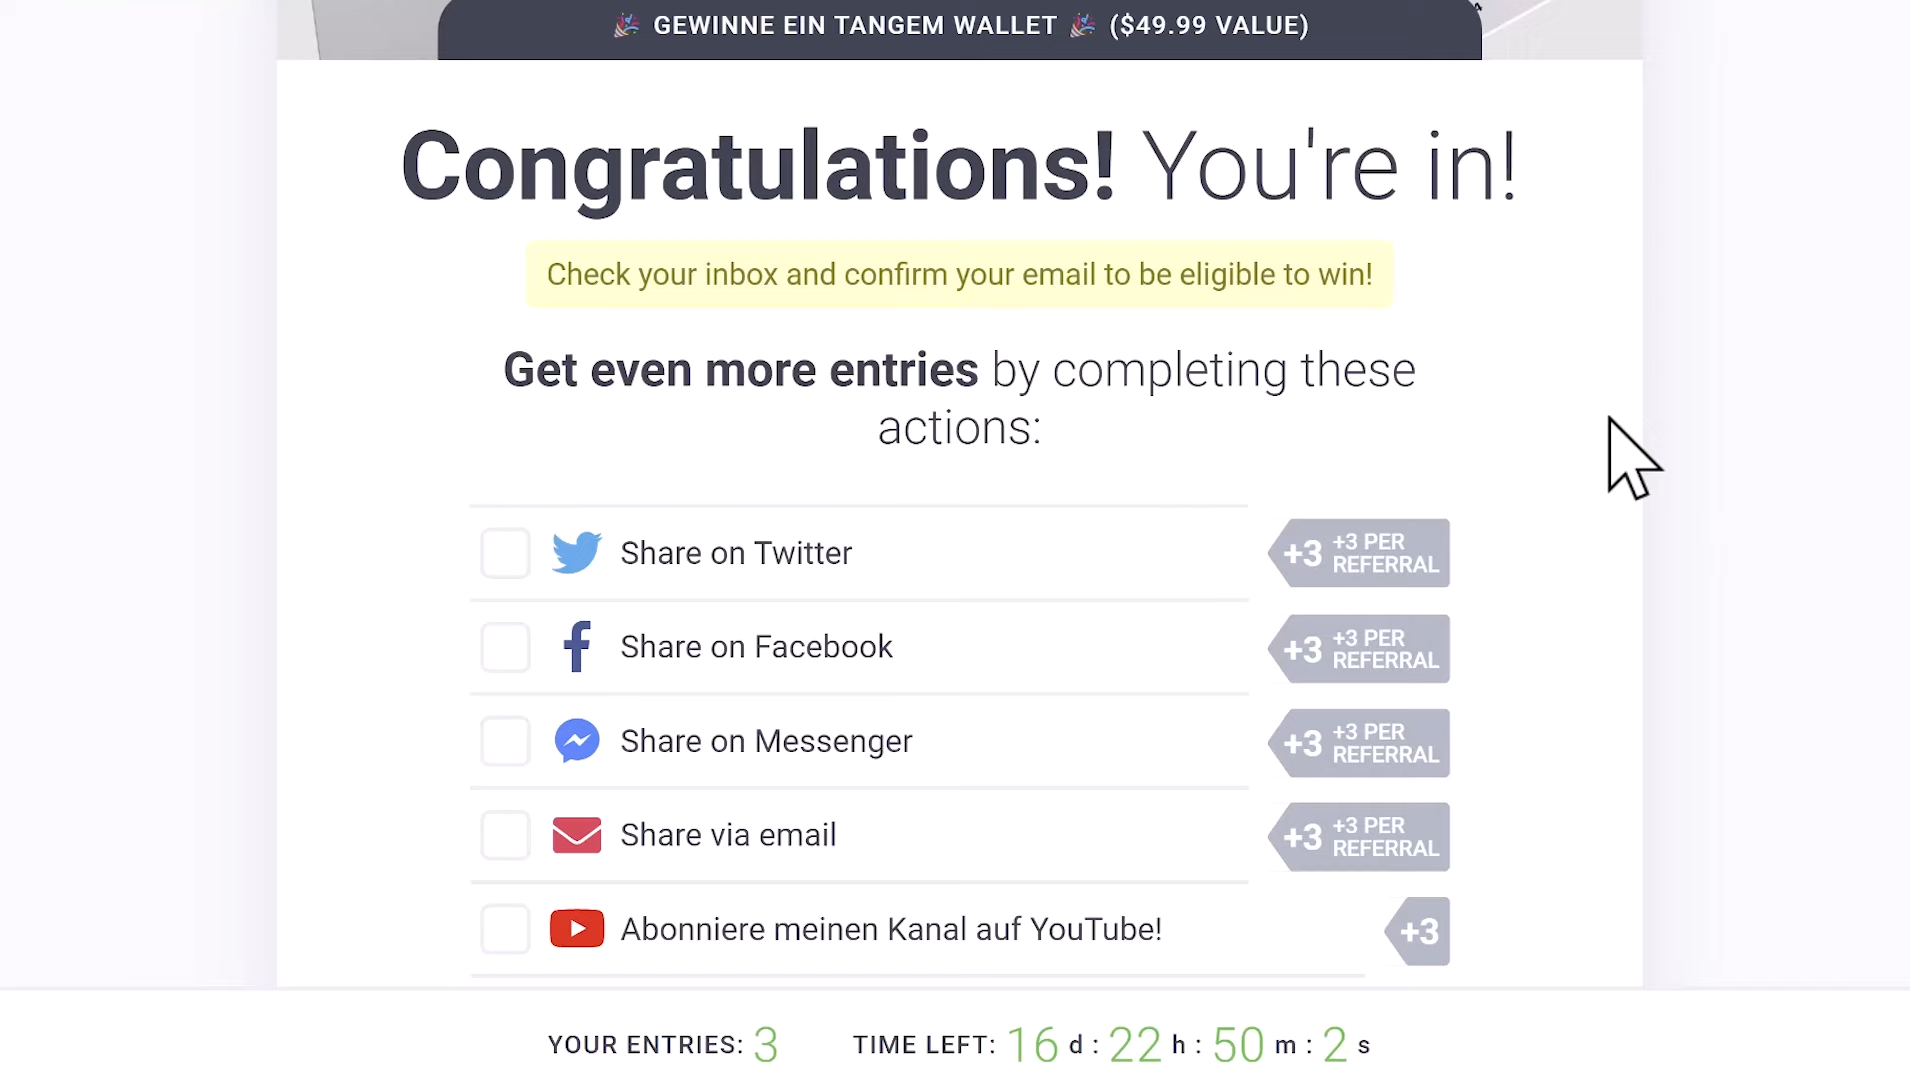 🎉 GEWINNE EIN TANGEM WALLET 🎉 ($49.99 VALUE)
Congratulations! You're in!
Check your inbox and confirm your email to be eligible to win!
Get even more entries by completing these
actions:
Share on Twitter
+3 +3 PER
REFERRAL
Share on Facebook
+3 +3 PER
REFERRAL
Share on Messenger
+3 +3 PER
REFERRAL
Share via email
+3 +3 PER
REFERRAL
Abonniere meinen Kanal auf YouTube!
+3
YOUR ENTRIES: 3 TIME LEFT: 16 d : 22 h : 50 m : 2 s